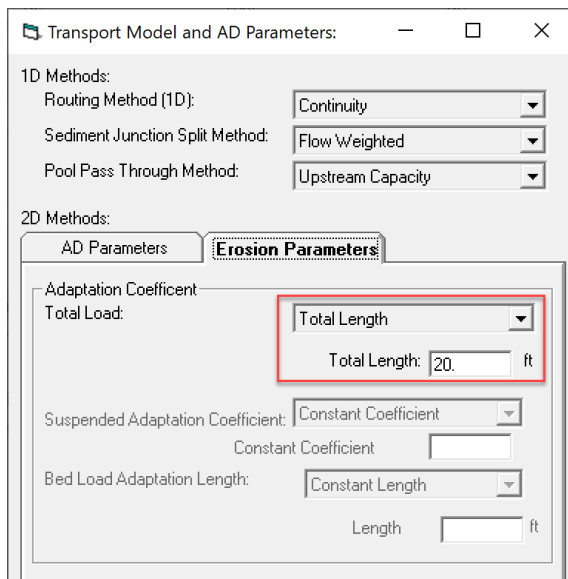 Transport Model and AD Parameters:
1D Methods:
Routing Method (1D): Continuity
Sediment Junction Split Method: Flow Weighted
Pool Pass Through Method: Upstream Capacity
2D Methods:
AD Parameters Erosion Parameters
Adaptation Coefficent
Total Load: Total Length
Total Length: 20. ft
Suspended Adaptation Coefficient: Constant Coefficient
Constant Coefficient
Bed Load Adaptation Length: Constant Length
Length ft